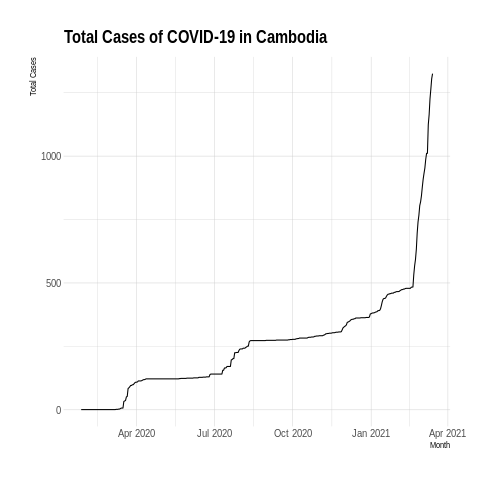 Total Cases of COVID-19 in Cambodia
Total Cases
1000
500
0
Apr 2020 Jul 2020 Oct 2020 Jan 2021 Apr 2021
Month